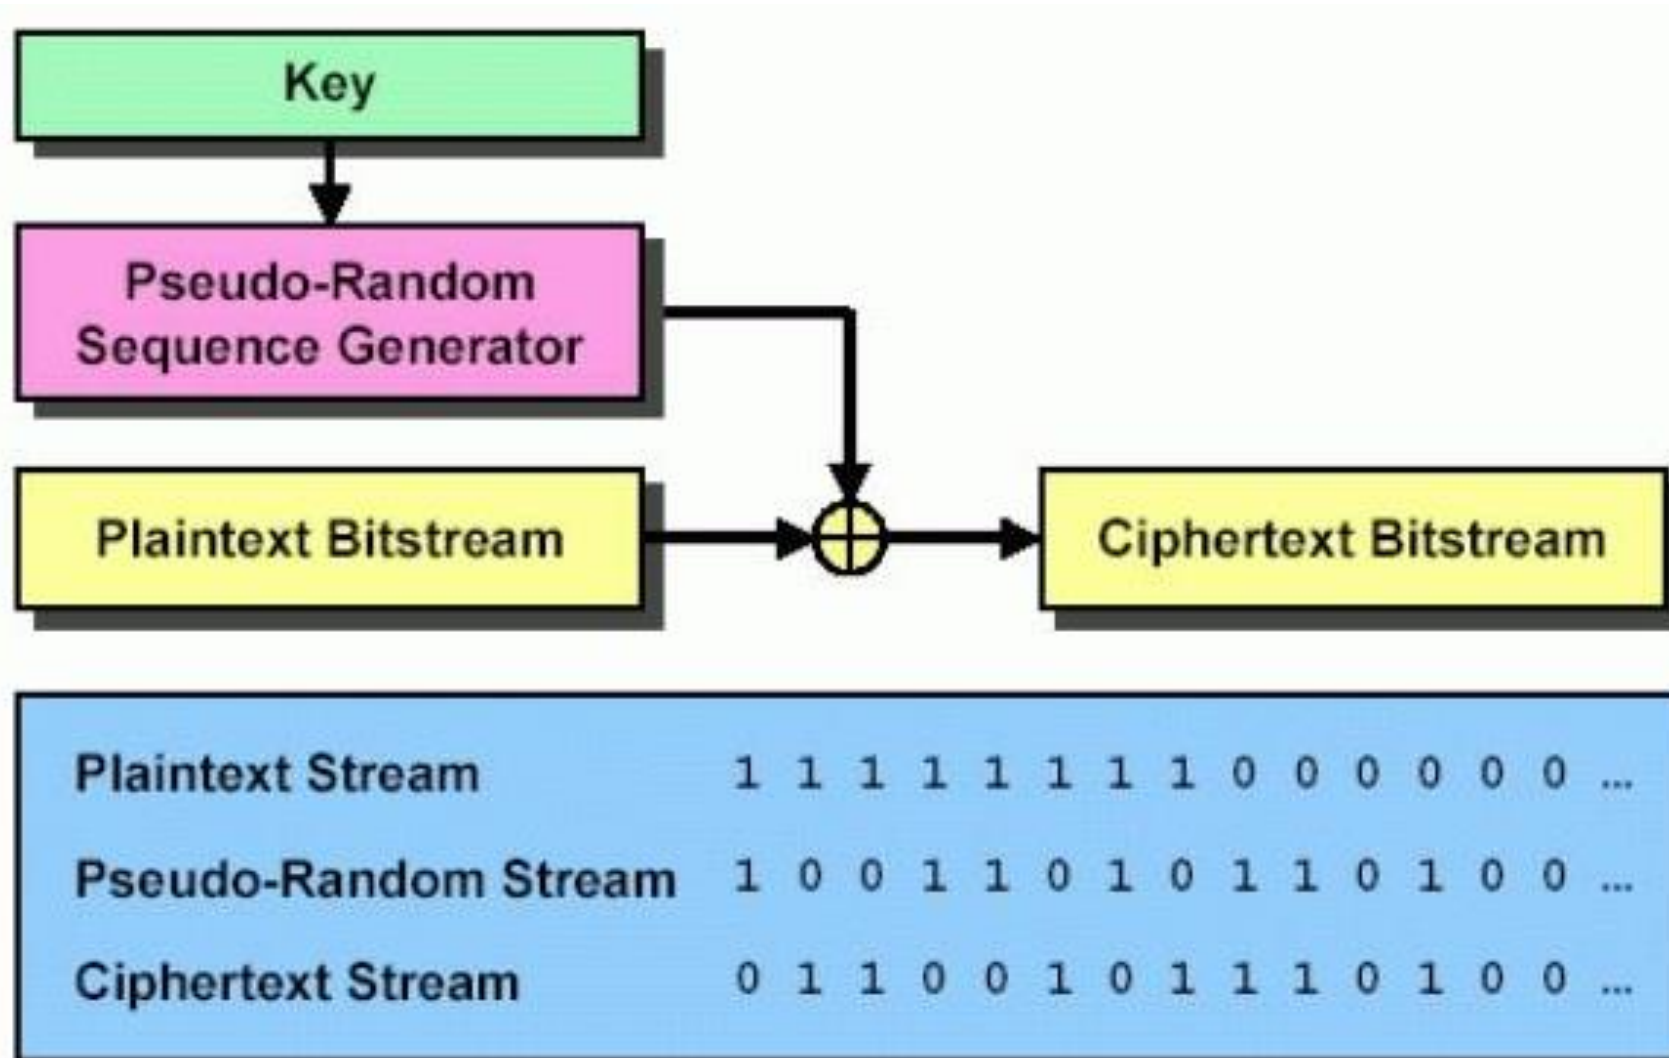 Key
Pseudo-Random
Sequence Generator
Plaintext Bitstream
Ciphertext Bitstream
Plaintext Stream 1 1 1 1 1 1 1 1 0 0 0 0 0 0 ...
Pseudo-Random Stream 1 0 0 1 1 0 1 0 1 1 0 1 0 0 ...
Ciphertext Stream 0 1 1 0 0 1 0 1 1 1 0 1 0 0 ...